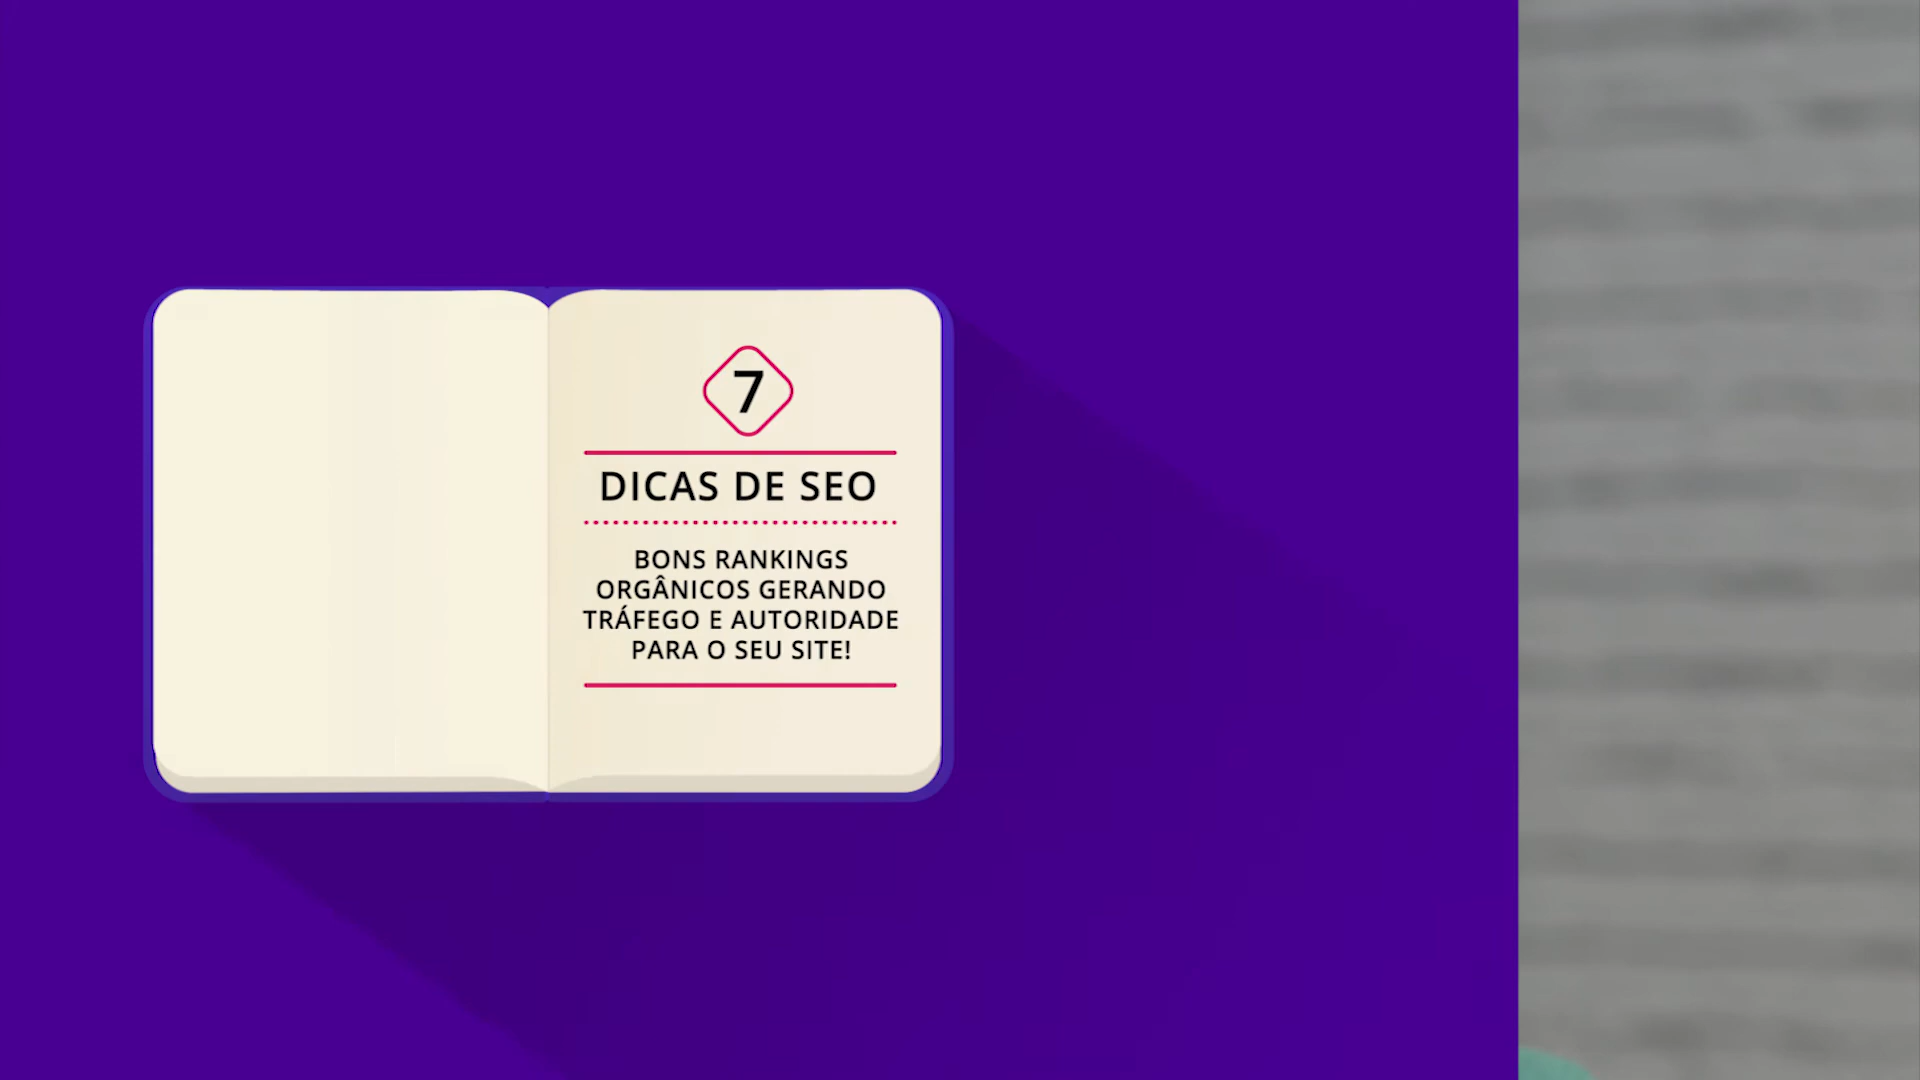 7
DICAS DE SEO
BONS RANKINGS
ORGÂNICOS GERANDO
TRÁFEGO E AUTORIDADE
PARA O SEU SITE!